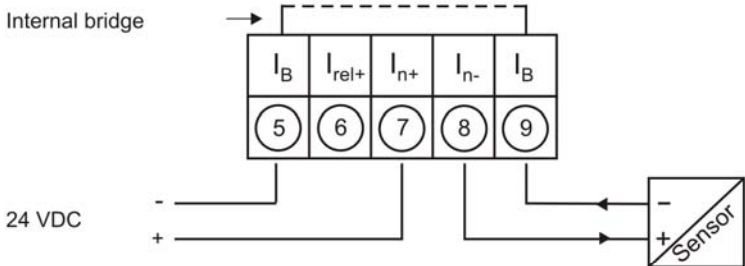 Internal bridge
I_B I_rel+ I_n+ I_n- I_B
5 6 7 8 9
24 VDC
-
+
-
+
Sensor